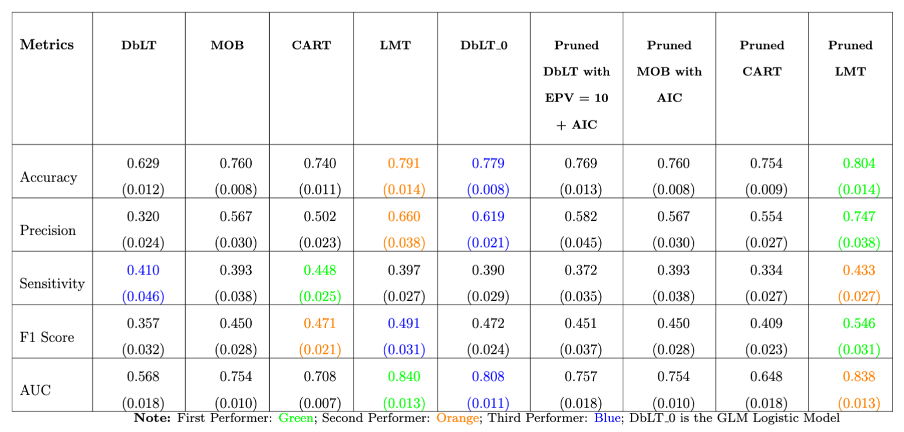 Metrics DbLT MOB CART LMT DbLT_0 Pruned Pruned Pruned Pruned
DbLT with MOB with CART LMT
EPV = 10 AIC
+ AIC
Accuracy 0.629 0.760 0.740 0.791 0.779 0.769 0.760 0.754 0.804
(0.012) (0.008) (0.011) (0.014) (0.008) (0.013) (0.008) (0.009) (0.014)
Precision 0.320 0.567 0.502 0.660 0.619 0.582 0.567 0.554 0.747
(0.024) (0.030) (0.023) (0.038) (0.021) (0.045) (0.030) (0.027) (0.038)
Sensitivity 0.410 0.393 0.448 0.397 0.390 0.372 0.393 0.334 0.433
(0.046) (0.038) (0.025) (0.027) (0.029) (0.035) (0.038) (0.027) (0.027)
F1 Score 0.357 0.450 0.471 0.491 0.472 0.451 0.450 0.409 0.546
(0.032) (0.028) (0.021) (0.031) (0.024) (0.037) (0.028) (0.023) (0.031)
AUC 0.568 0.754 0.708 0.840 0.808 0.757 0.754 0.648 0.838
(0.018) (0.010) (0.007) (0.013) (0.011) (0.018) (0.010) (0.018) (0.013)
Note: First Performer: Green; Second Performer: Orange; Third Performer: Blue; DbLT_0 is the GLM Logistic Model